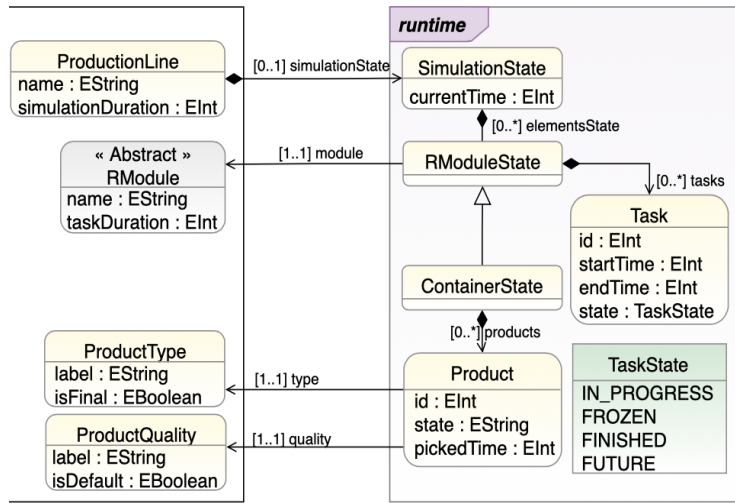 runtime
ProductionLine
name : EString
simulationDuration : EInt
[0..1] simulationState
SimulationState
currentTime : EInt
[0..*] elementsState
« Abstract »
RModule
name : EString
taskDuration : EInt
[1..1] module
RModuleState
[0..*] tasks
Task
id : EInt
startTime : EInt
endTime : EInt
state : TaskState
ContainerState
[0..*] products
ProductType
label : EString
isFinal : EBoolean
[1..1] type
Product
id : EInt
state : EString
pickedTime : EInt
ProductQuality
label : EString
isDefault : EBoolean
[1..1] quality
TaskState
IN_PROGRESS
FROZEN
FINISHED
FUTURE